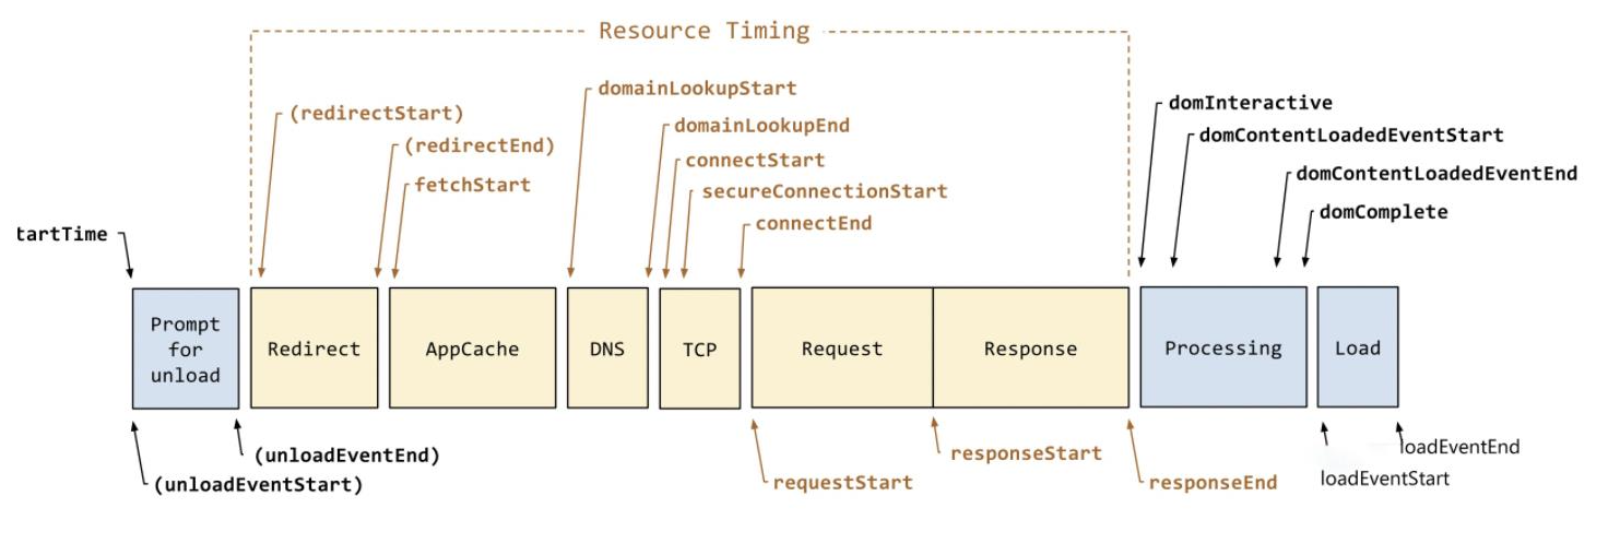 Resource Timing
domainLookupStart
(redirectStart)
domInteractive
domainLookupEnd
domContentLoadedEventStart
(redirectEnd)
connectStart
domContentLoadedEventEnd
fetchStart
secureConnectionStart
domComplete
connectEnd
tartTime
Prompt
for
unload
Redirect
AppCache
DNS
TCP
Request
Response
Processing
Load
(unloadEventEnd)
(unloadEventStart)
responseStart
requestStart
responseEnd
loadEventEnd
loadEventStart